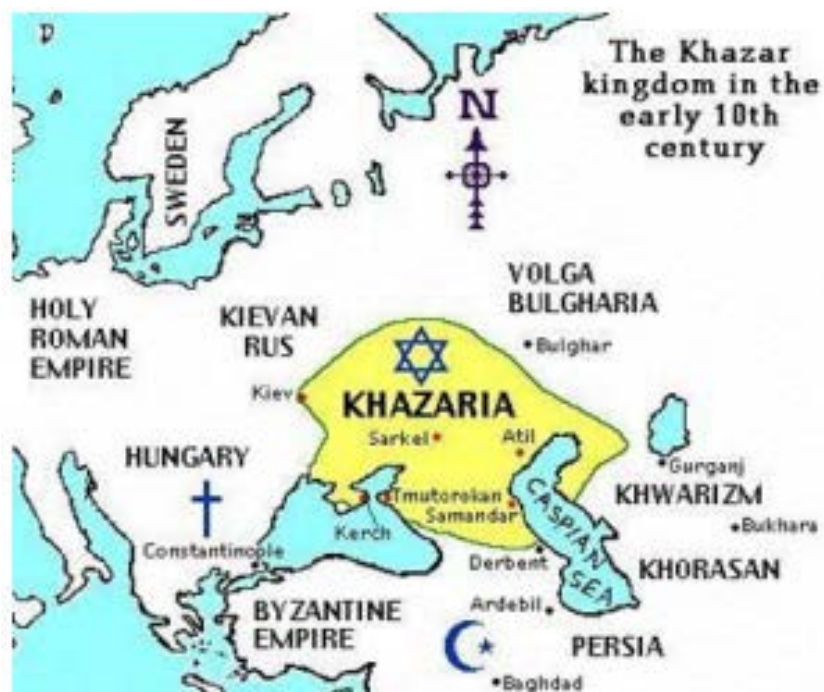 The Khazar
kingdom in the
early 10th
century
N
SWEDEN
VOLGA
BULGHARIA
HOLY
ROMAN
EMPIRE
KIEVAN
RUS
Bulghar
Kiev
KHAZARIA
Sarkel
Atil
HUNGARY
Gurganj
CASPIAN
SEA
KHWARIZM
Tmutorokan
Samandar
Bukhara
Kerch
Constantinople
Derbent
KHORASAN
BYZANTINE
EMPIRE
Ardebil
PERSIA
Baghdad